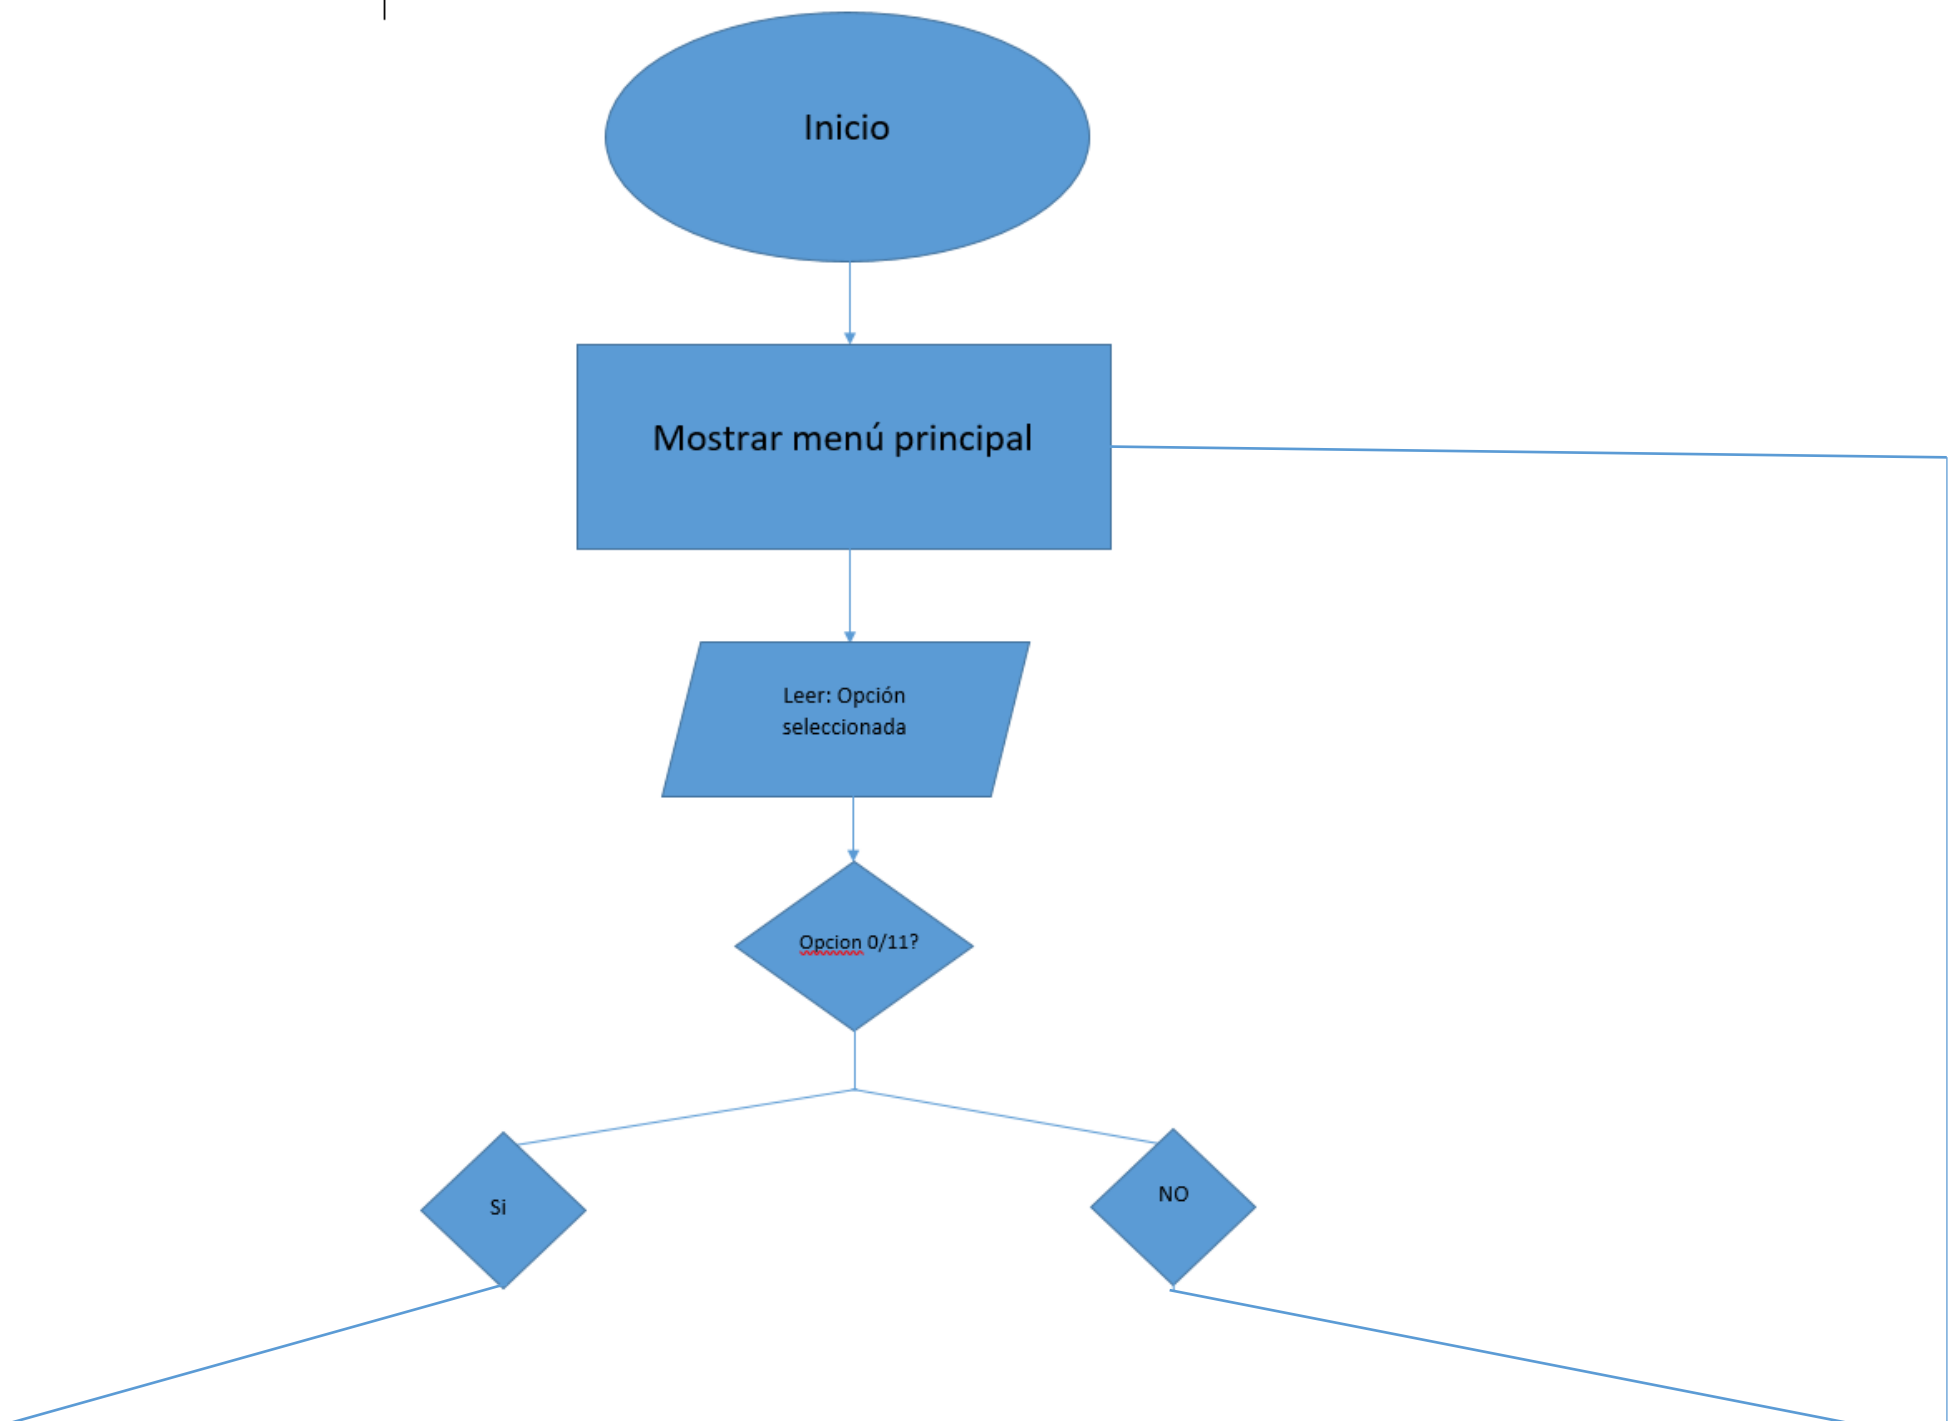 Inicio
Mostrar menú principal
Leer: Opción
seleccionada
Opcion 0/11?
Si
NO